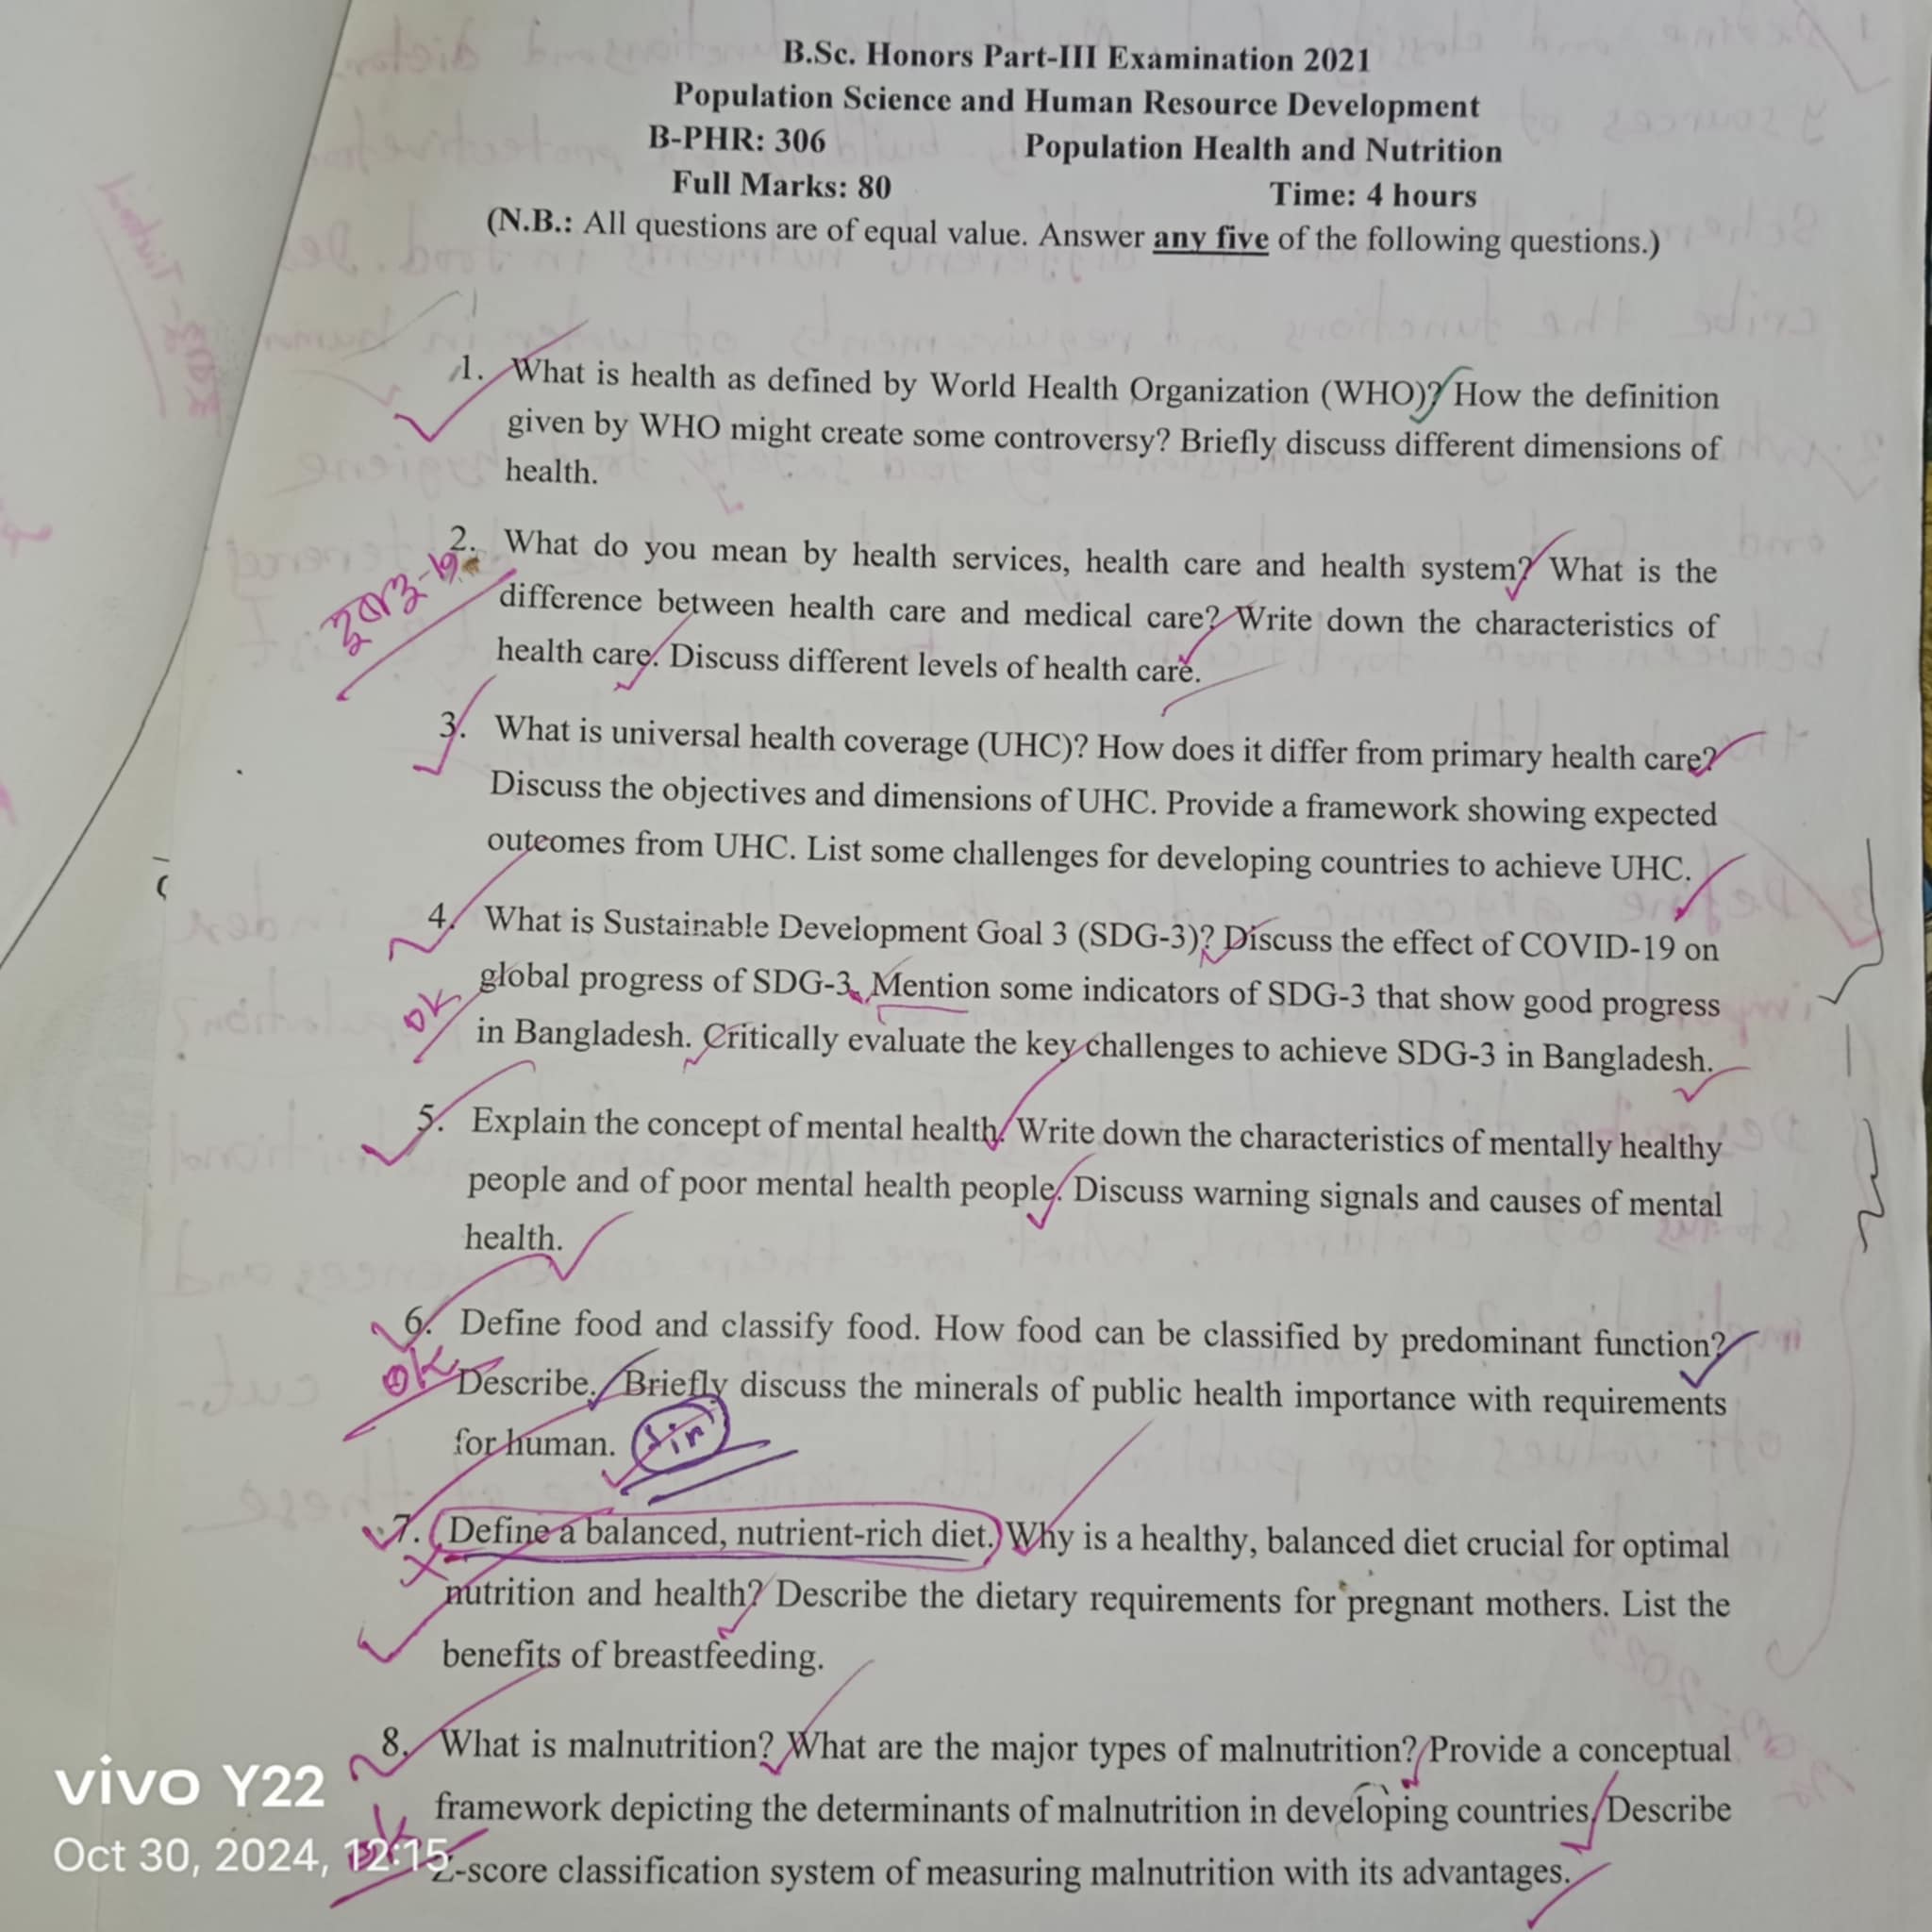 B.Sc. Honors Part-III Examination 2021
Population Science and Human Resource Development
B-PHR: 306 Population Health and Nutrition
Full Marks: 80 Time: 4 hours
(N.B.: All questions are of equal value. Answer any five of the following questions.)
1. What is health as defined by World Health Organization (WHO)? How the definition
given by WHO might create some controversy? Briefly discuss different dimensions of
health.
2. What do you mean by health services, health care and health system? What is the
difference between health care and medical care? Write down the characteristics of
health care. Discuss different levels of health care.
3. What is universal health coverage (UHC)? How does it differ from primary health care?
Discuss the objectives and dimensions of UHC. Provide a framework showing expected
outcomes from UHC. List some challenges for developing countries to achieve UHC.
4. What is Sustainable Development Goal 3 (SDG-3)? Discuss the effect of COVID-19 on
global progress of SDG-3. Mention some indicators of SDG-3 that show good progress
ok
in Bangladesh. Critically evaluate the key challenges to achieve SDG-3 in Bangladesh.
5. Explain the concept of mental health. Write down the characteristics of mentally healthy
people and of poor mental health people. Discuss warning signals and causes of mental
health.
6. Define food and classify food. How food can be classified by predominant function?
ok
Describe. Briefly discuss the minerals of public health importance with requirements
for human. Sir
7. Define a balanced, nutrient-rich diet. Why is a healthy, balanced diet crucial for optimal
nutrition and health? Describe the dietary requirements for pregnant mothers. List the
benefits of breastfeeding.
8. What is malnutrition? What are the major types of malnutrition? Provide a conceptual
framework depicting the determinants of malnutrition in developing countries. Describe
ok
Z-score classification system of measuring malnutrition with its advantages.
vivo Y22
Oct 30, 2024, 12:15